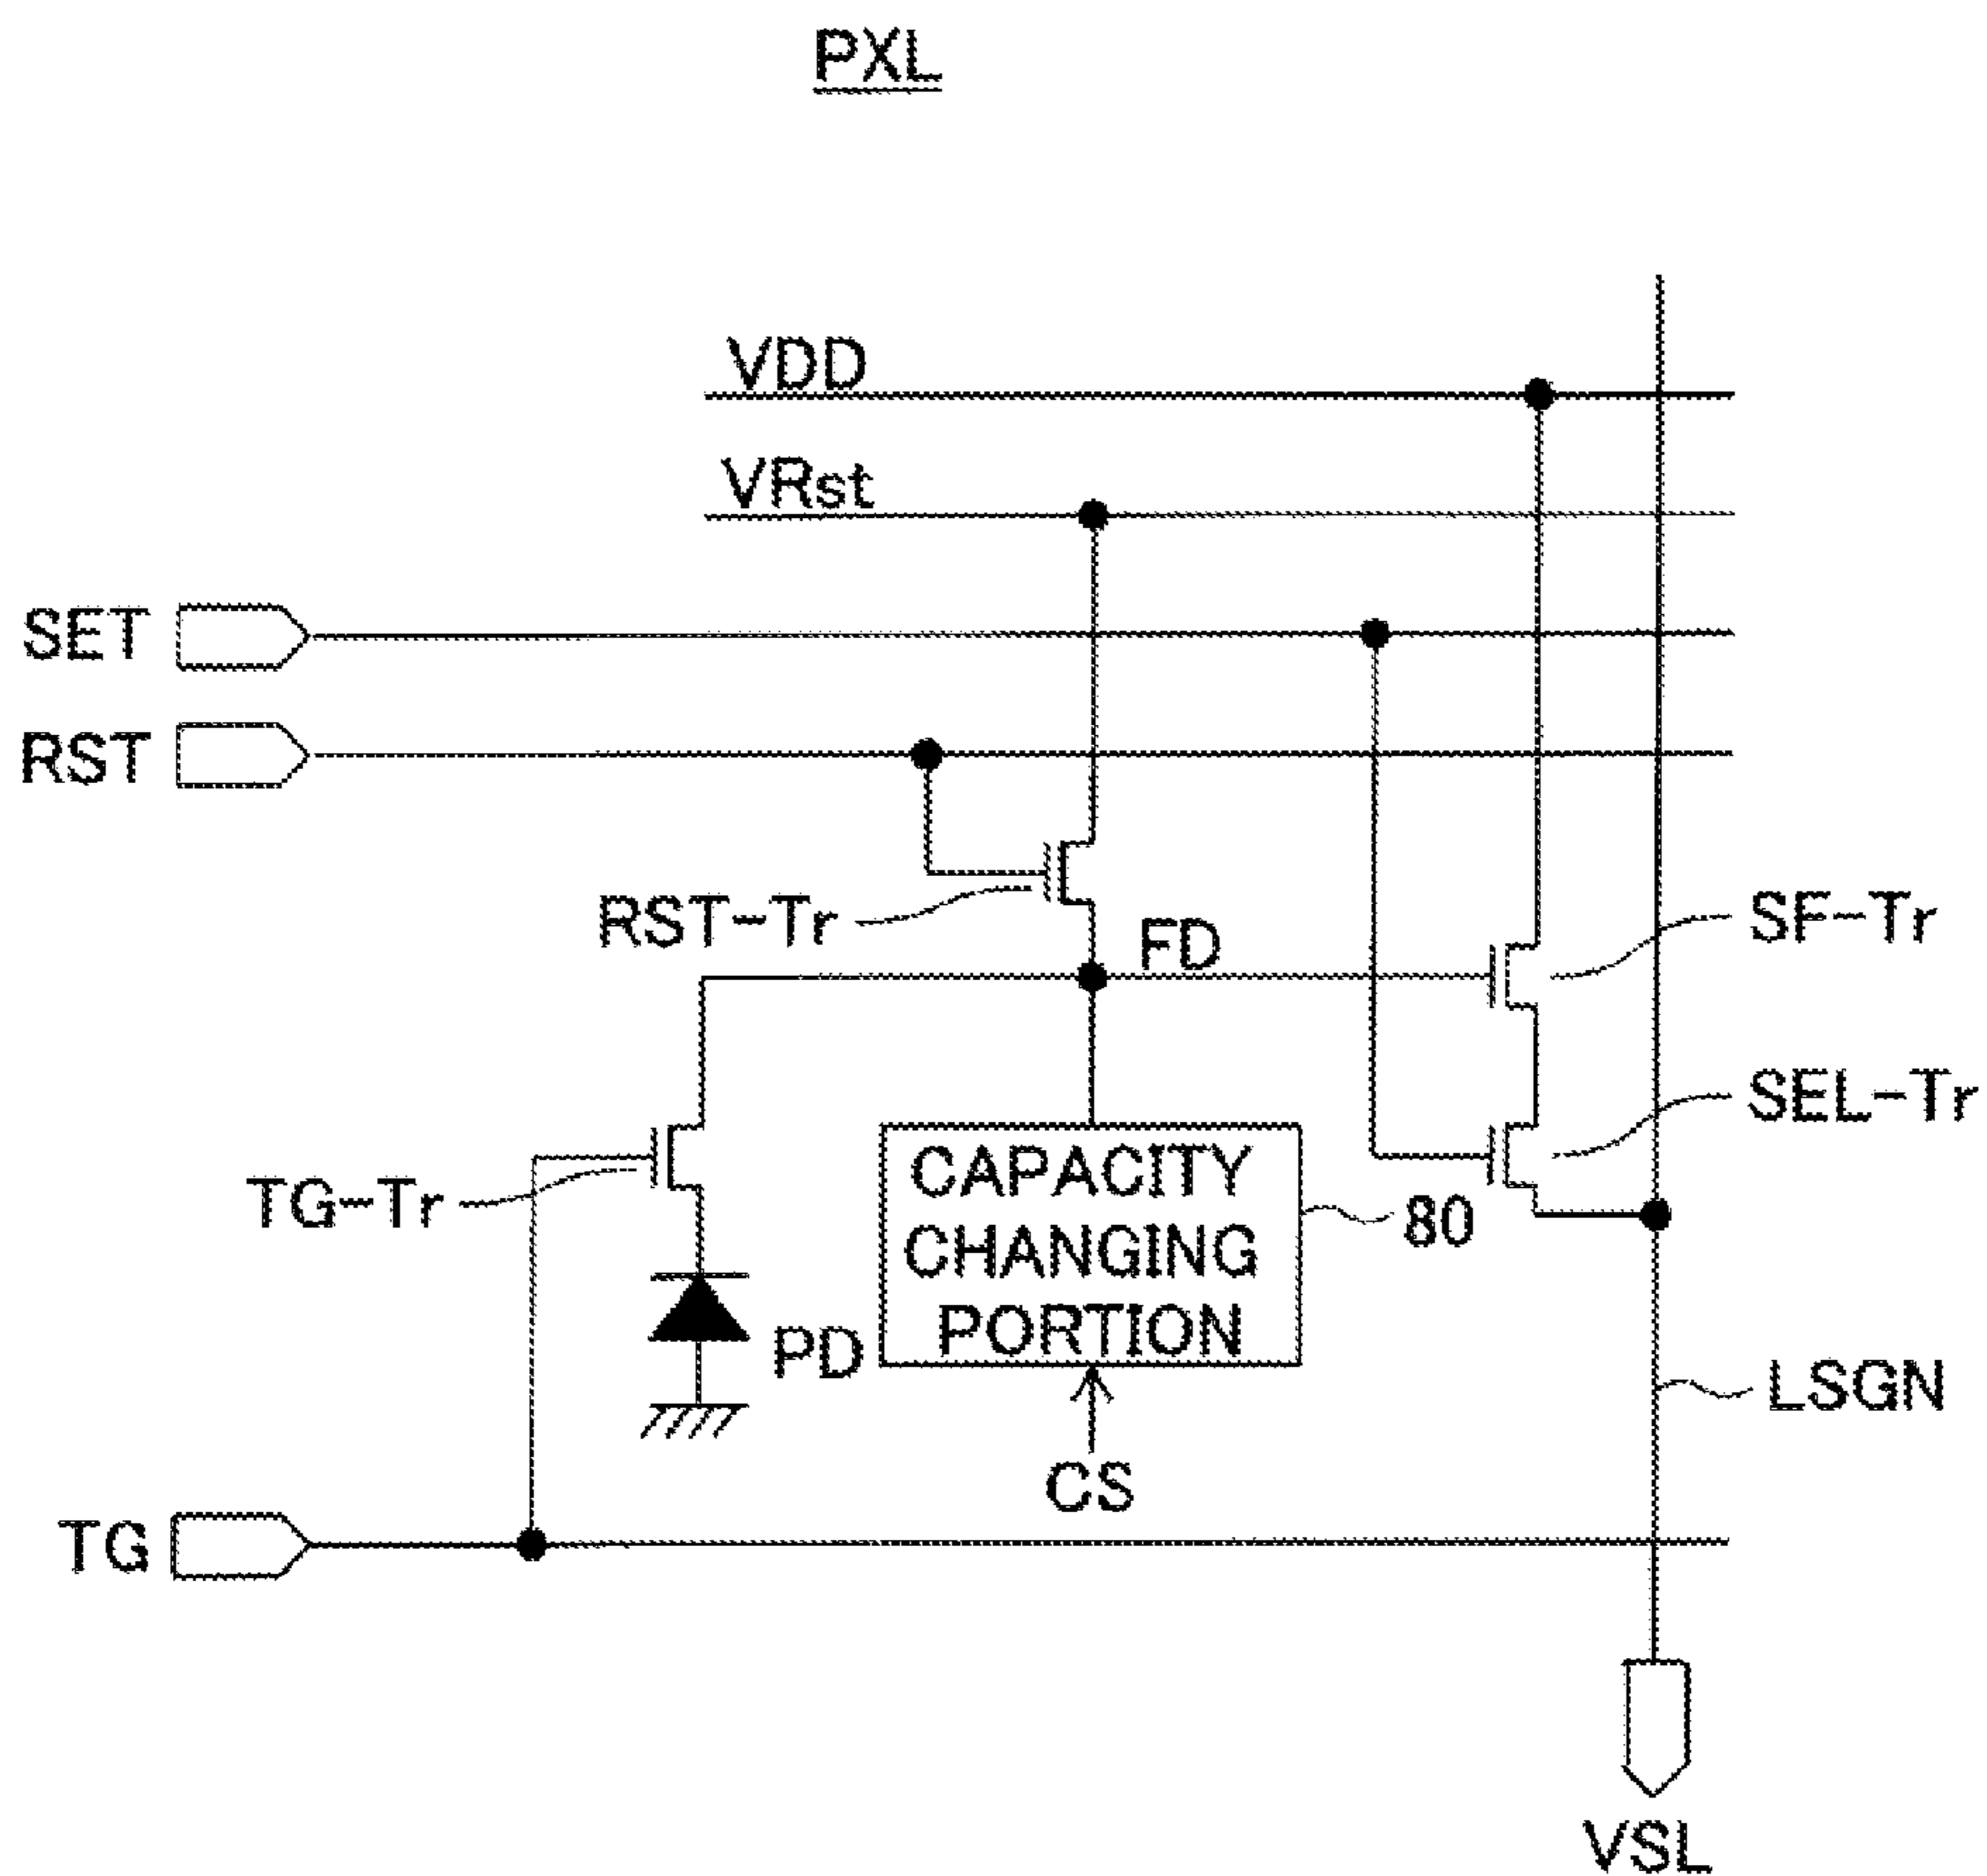 PXL
VDD
VRst
SET
RST
RST-Tr
FD
SF-Tr
SEL-Tr
TG-Tr
CAPACITY
CHANGING
PORTION
80
PD
LSGN
CS
TG
VSL